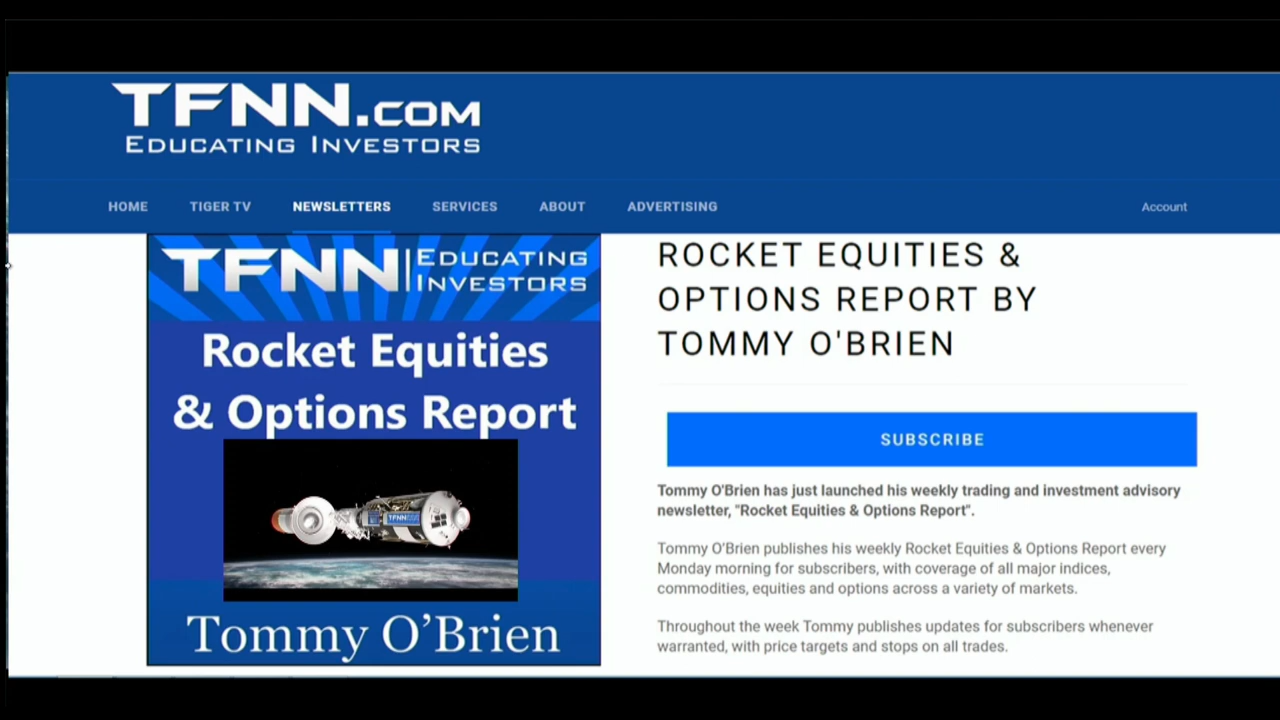 TFNN.COM
EDUCATING INVESTORS
HOME TIGER TV NEWSLETTERS SERVICES ABOUT ADVERTISING Account
TFNN EDUCATING
INVESTORS
Rocket Equities
& Options Report
TFNN
Tommy O’Brien
ROCKET EQUITIES &
OPTIONS REPORT BY
TOMMY O'BRIEN
SUBSCRIBE
Tommy O'Brien has just launched his weekly trading and investment advisory
newsletter, "Rocket Equities & Options Report".
Tommy O’Brien publishes his weekly Rocket Equities & Options Report every
Monday morning for subscribers, with coverage of all major indices,
commodities, equities and options across a variety of markets.
Throughout the week Tommy publishes updates for subscribers whenever
warranted, with price targets and stops on all trades.